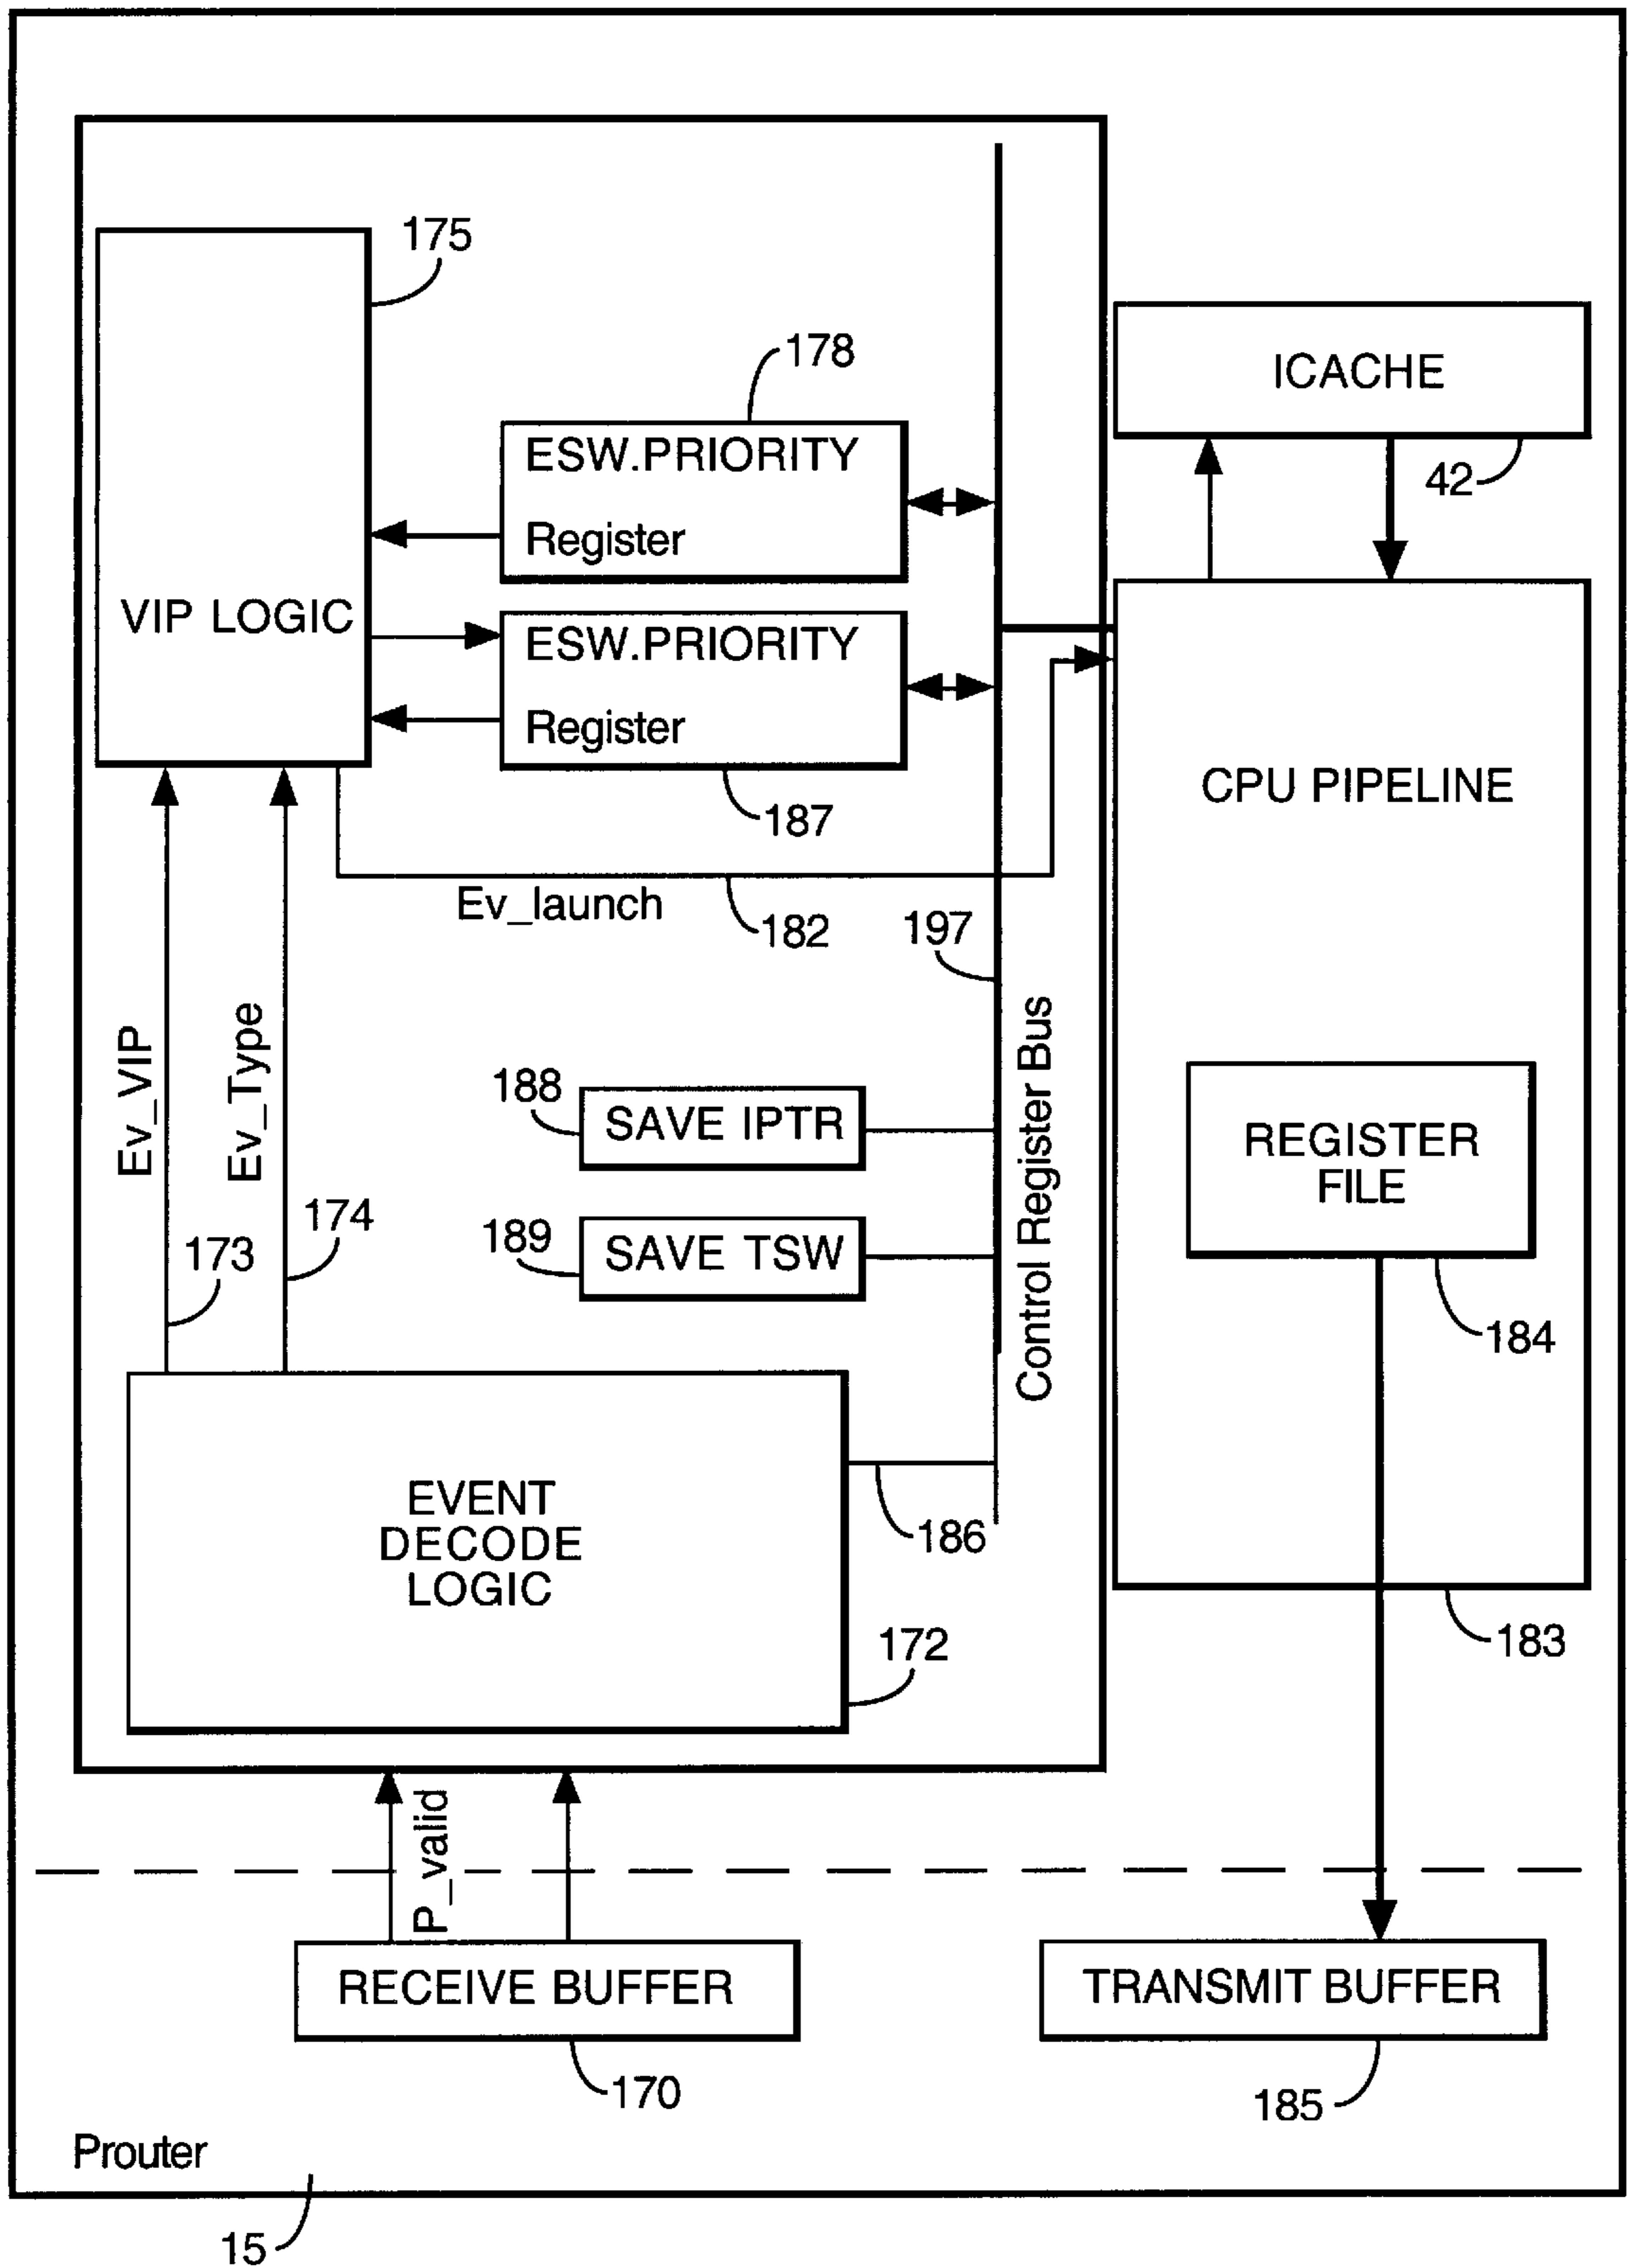 175
178
ICACHE
ESW.PRIORITY
Register
42
VIP LOGIC
ESW.PRIORITY
Register
CPU PIPELINE
187
Ev_launch
182
197
Ev_VIP
Ev_Type
Control Register Bus
188
SAVE IPTR
REGISTER
FILE
174
189
SAVE TSW
173
184
EVENT
DECODE
LOGIC
186
172
183
P_valid
RECEIVE BUFFER
TRANSMIT BUFFER
170
185
Prouter
15